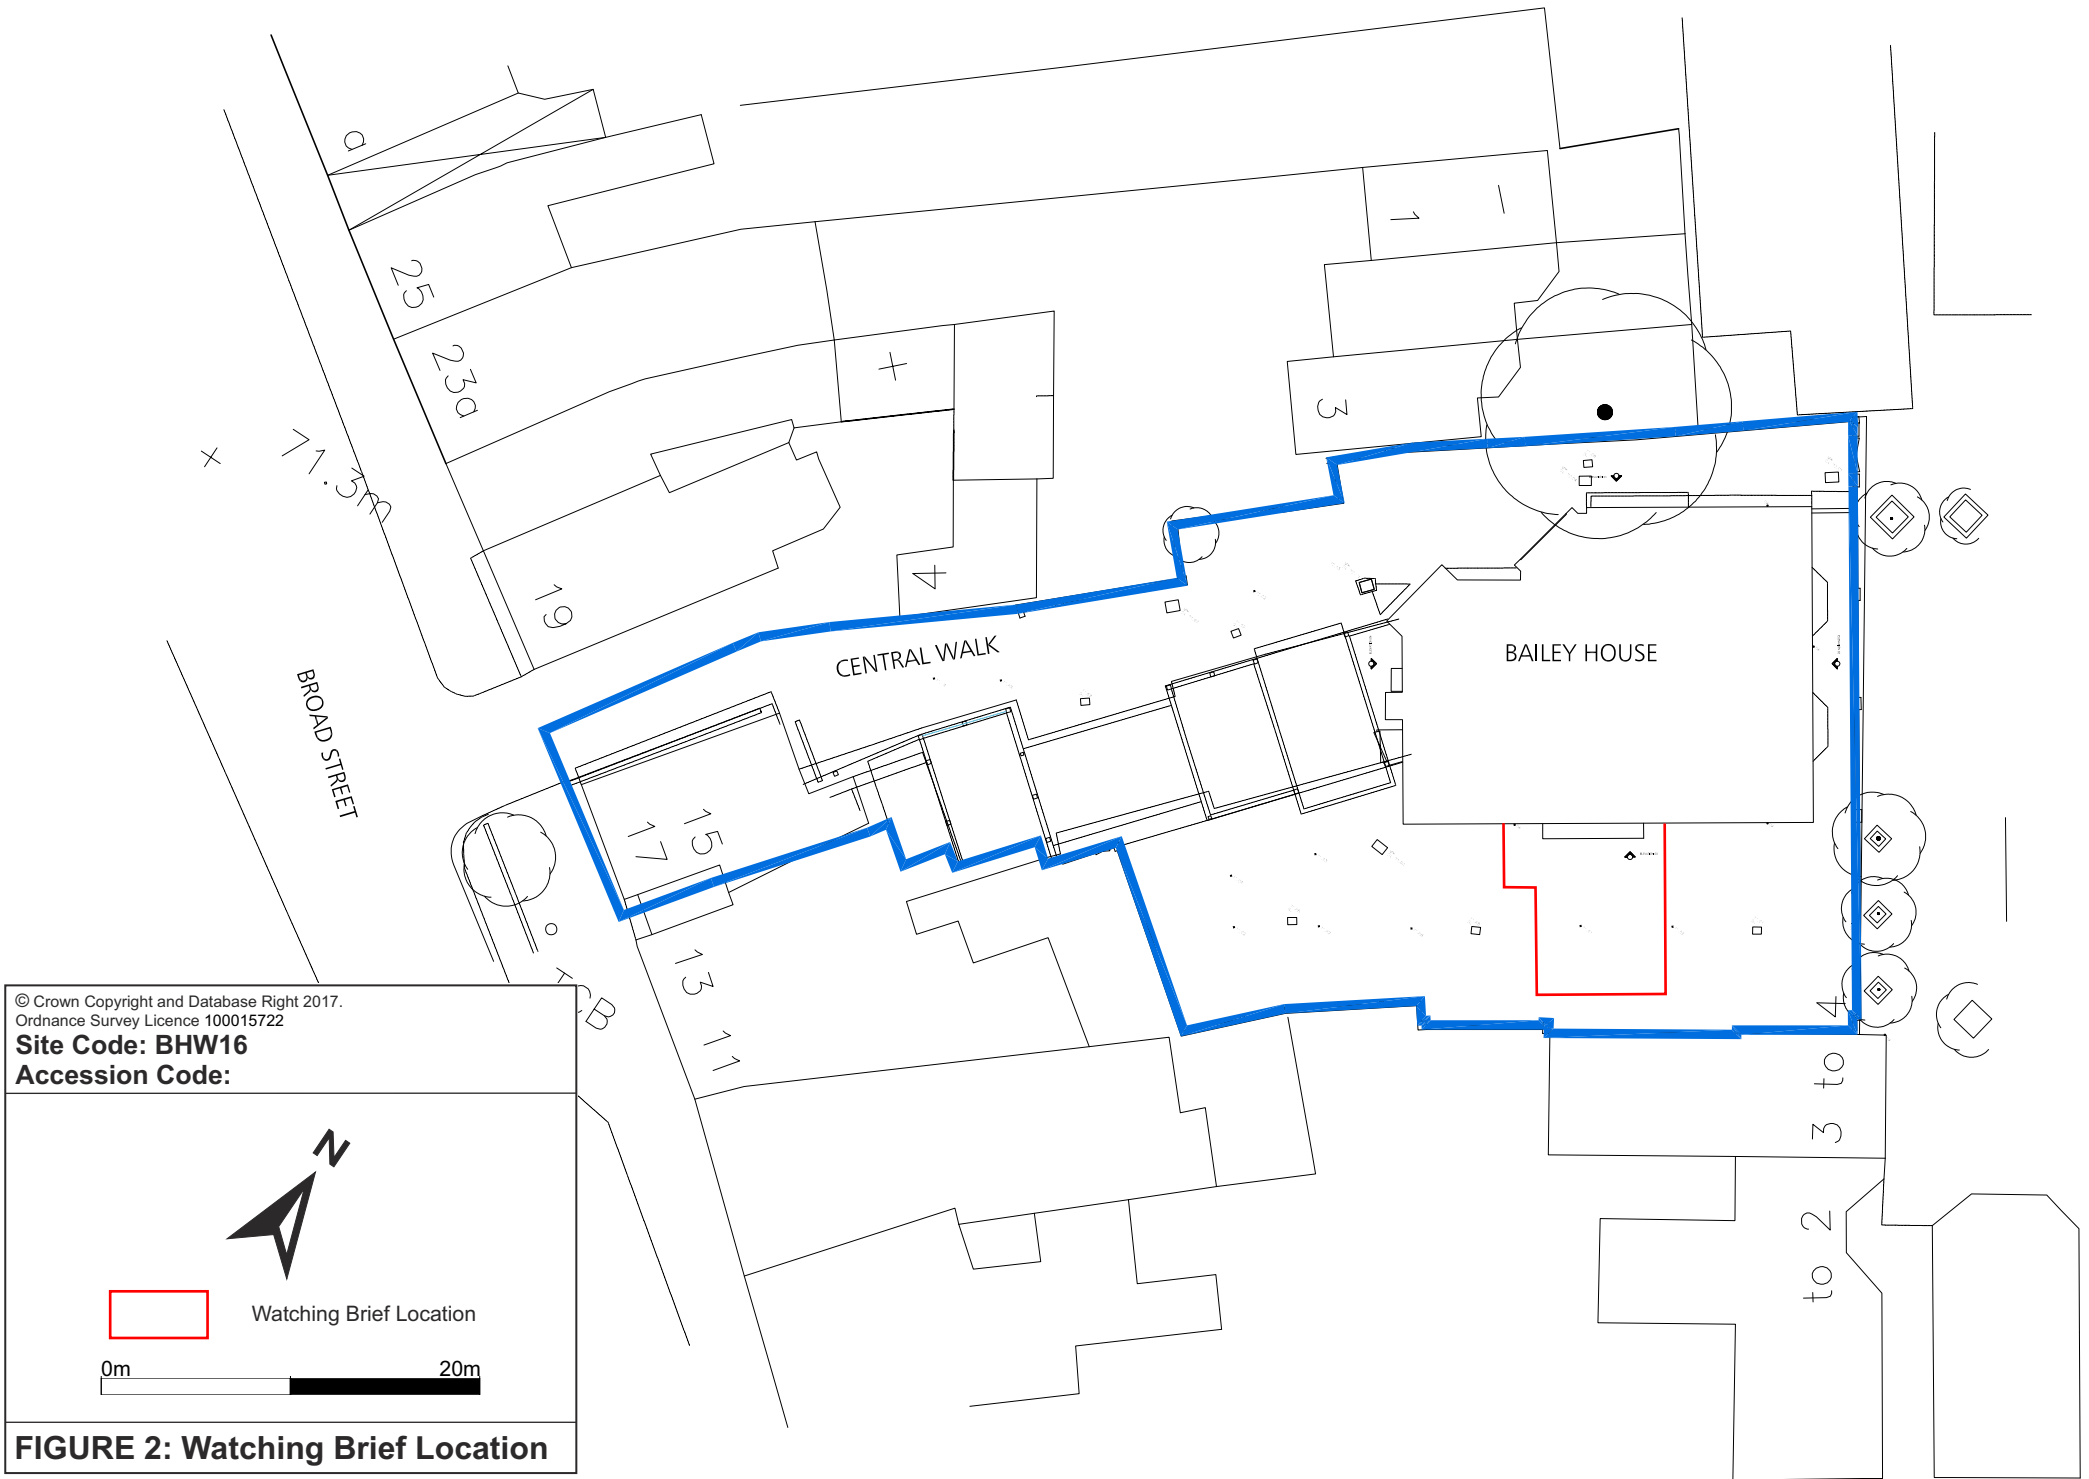 a
25
23a
71.3m
19
4
1
3
CENTRAL WALK
BAILEY HOUSE
BROAD STREET
15
17
13
11
TCB
4
3 to
to 2
© Crown Copyright and Database Right 2017.
Ordnance Survey Licence 100015722
Site Code: BHW16
Accession Code:
N
Watching Brief Location
0m 20m
FIGURE 2: Watching Brief Location